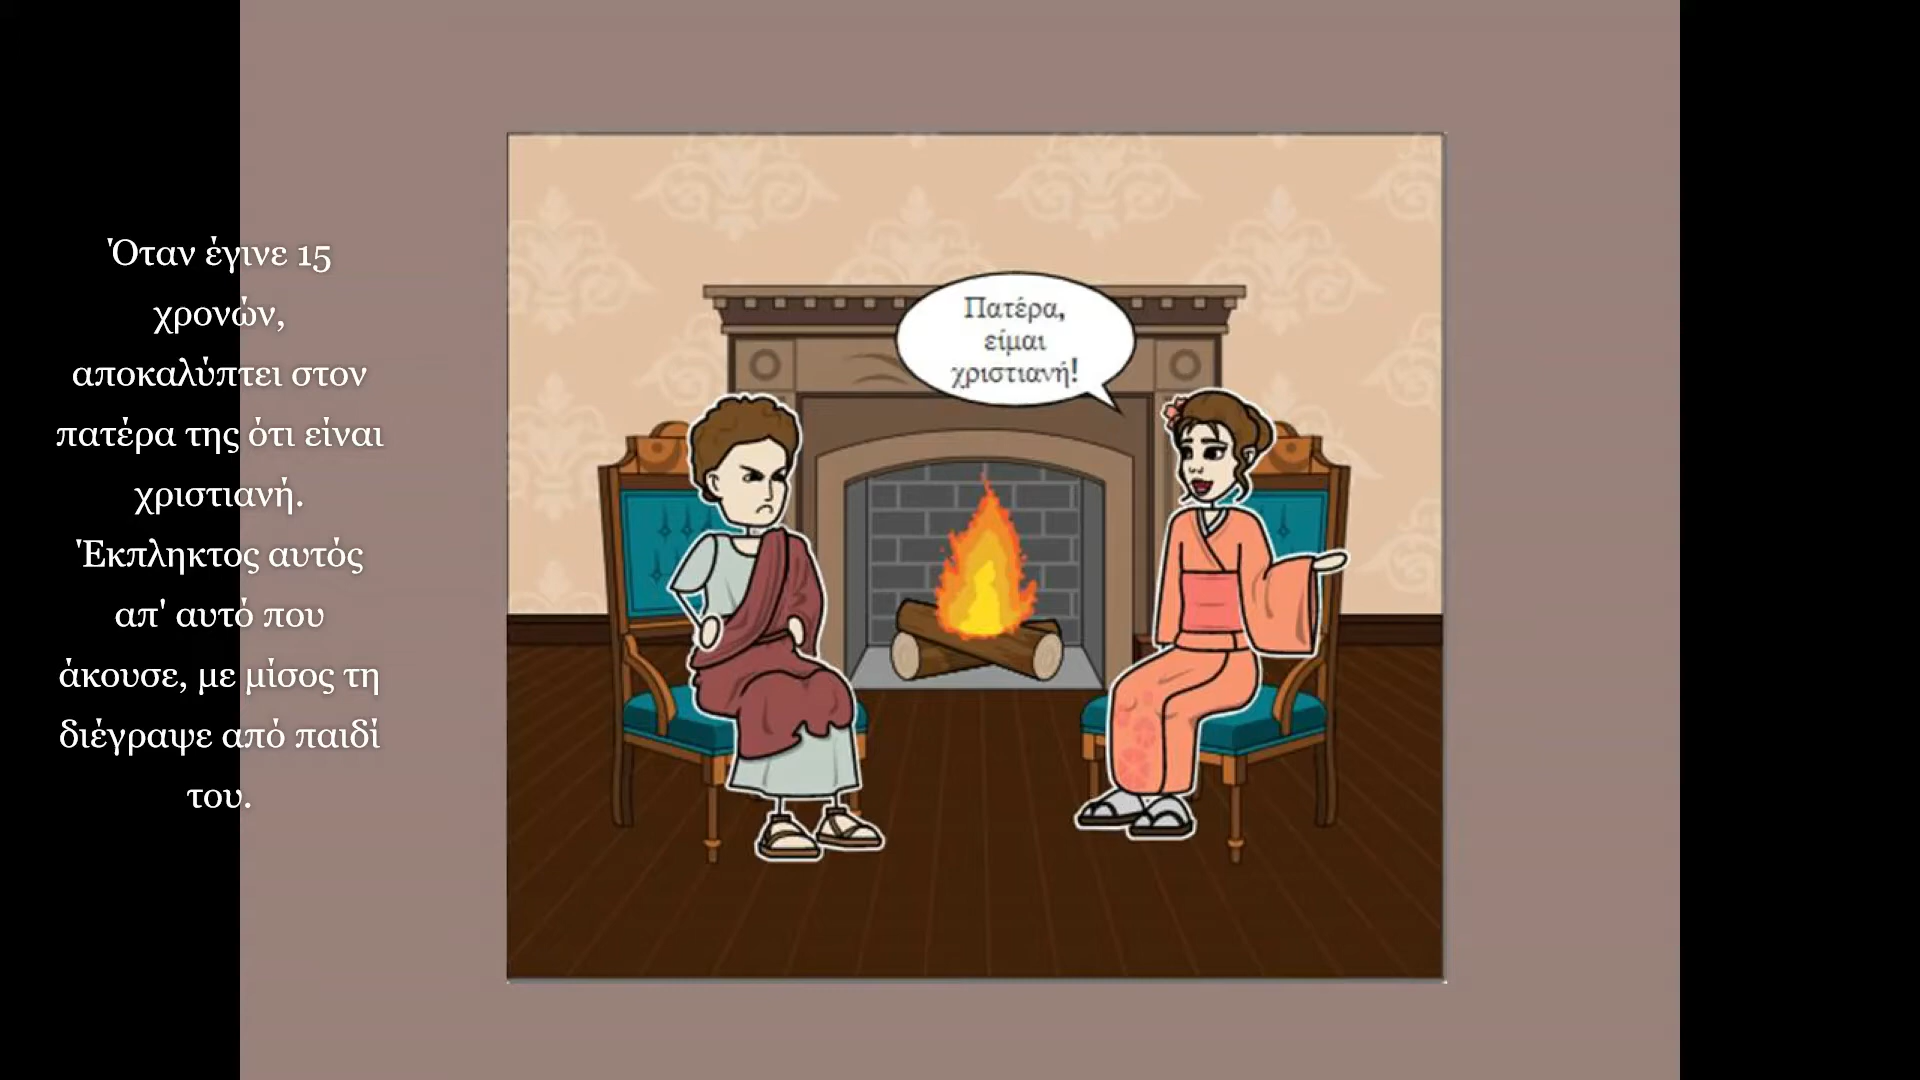 Όταν έγινε 15
χρονών,
αποκαλύπτει στον
πατέρα της ότι είναι
χριστιανή.
Έκπληκτος αυτός
απ' αυτό που
άκουσε, με μίσος τη
διέγραψε από παιδί
του.
Πατέρα,
είμαι
χριστιανή!